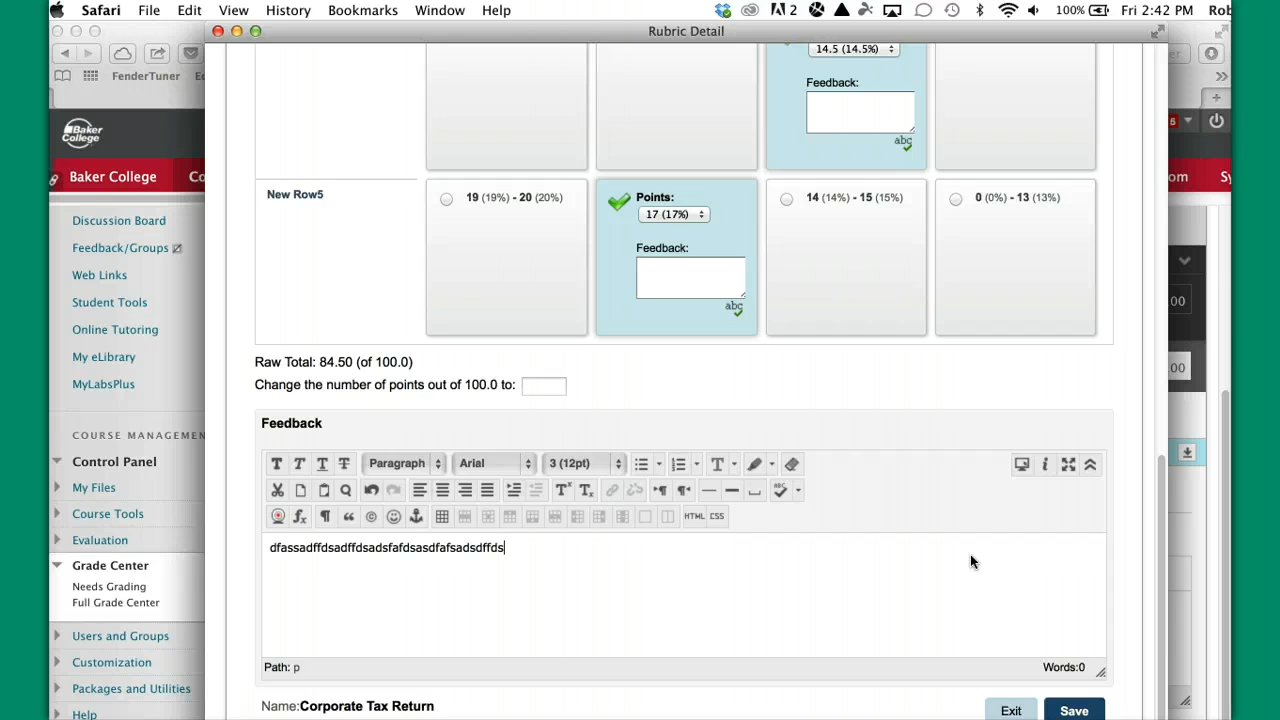 Safari File Edit View History Bookmarks Window Help 2 100% Fri 2:42 PM Rob
Rubric Detail
FenderTuner
Baker College
Baker College
14.5 (14.5%)
Feedback:
abc
New Row5
19 (19%) - 20 (20%)
Points:
17 (17%)
Feedback:
abc
14 (14%) - 15 (15%)
0 (0%) - 13 (13%)
Discussion Board
Feedback/Groups
Web Links
Student Tools
Online Tutoring
My eLibrary
MyLabsPlus
COURSE MANAGEMEN
Control Panel
My Files
Course Tools
Evaluation
Grade Center
Needs Grading
Full Grade Center
Users and Groups
Customization
Packages and Utilities
Help
Raw Total: 84.50 (of 100.0)
Change the number of points out of 100.0 to:
Feedback
Paragraph Arial 3 (12pt)
HTML CSS
dfassadffdsadffdsadsfafdsasdfafsadsdffds
Path: p
Words:0
Name:Corporate Tax Return
Exit Save